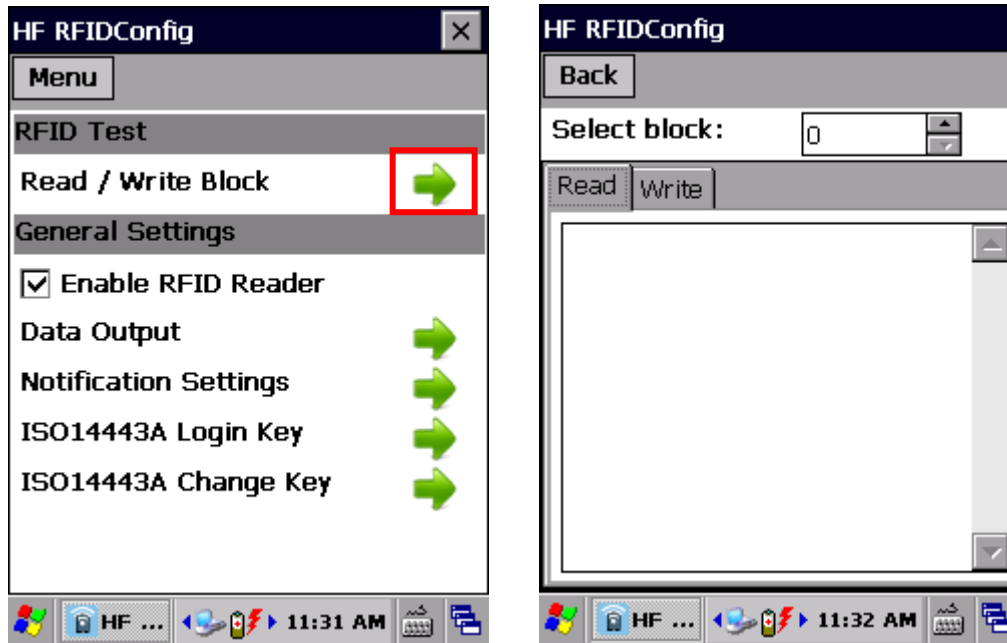 HF RFIDConfig
Menu
RFID Test
Read / Write Block
General Settings
Enable RFID Reader
Data Output
Notification Settings
ISO14443A Login Key
ISO14443A Change Key
HF ... 11:31 AM
HF RFIDConfig
Back
Select block: 0
Read Write
HF ... 11:32 AM